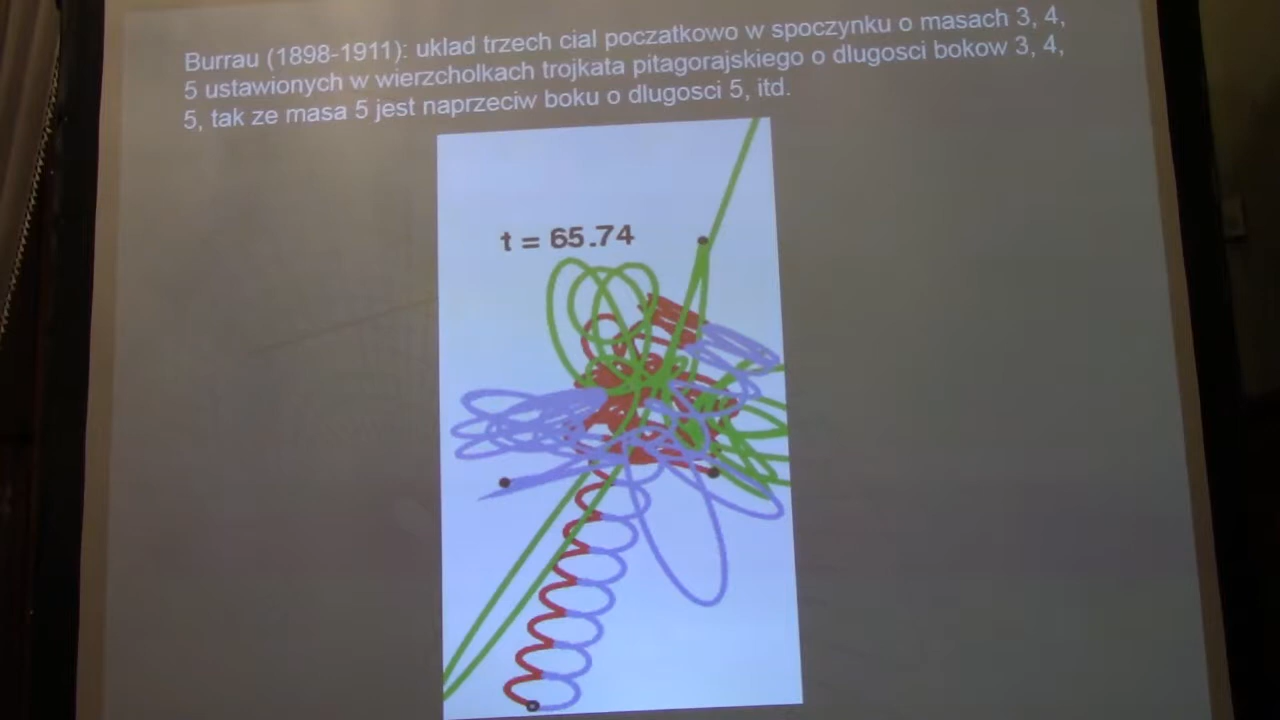 Burrau (1898-1911): uklad trzech cial poczatkowo w spoczynku o masach 3, 4,
5 ustawionych w wierzcholkach trojkata pitagorajskiego o dlugosci bokow 3, 4,
5, tak ze masa 5 jest naprzeciw boku o dlugosci 5, itd.
t = 65.74